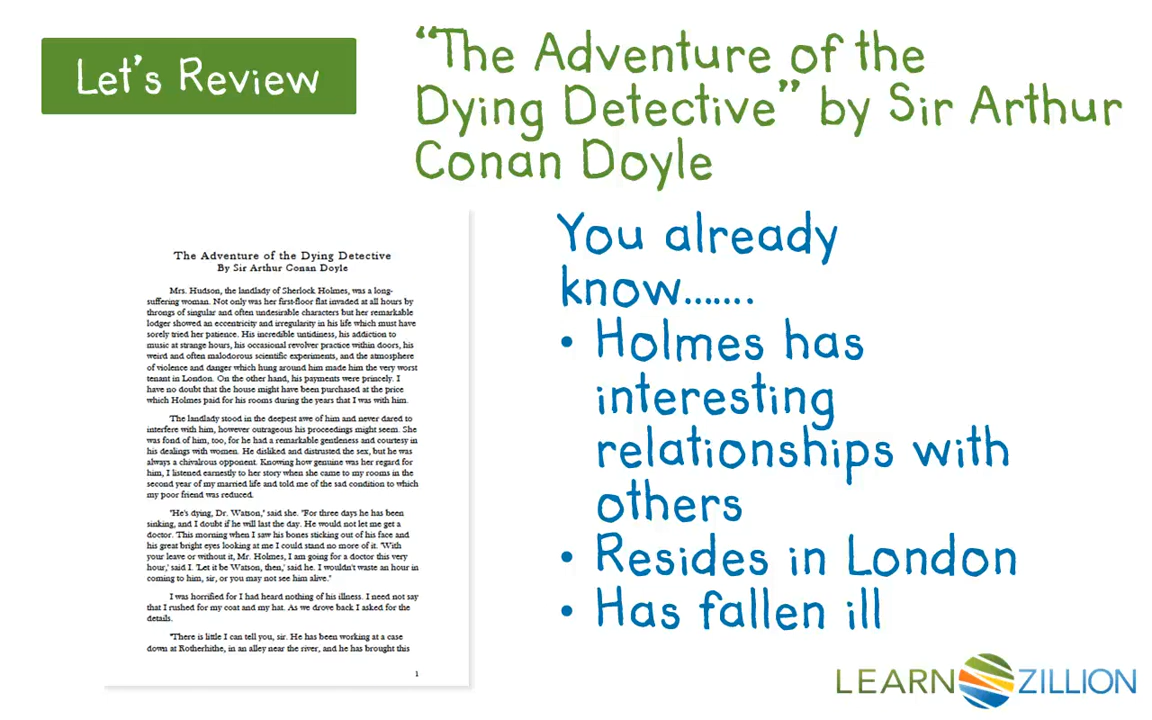 Let's Review
"The Adventure of the
Dying Detective" by Sir Arthur
Conan Doyle
The Adventure of the Dying Detective
By Sir Arthur Conan Doyle
Mrs. Hudson, the landlady of Sherlock Holmes, was a long-
suffering woman. Not only was her first-floor flat invaded at all hours by
throngs of singular and often undesirable characters but her remarkable
lodger showed an eccentricity and irregularity in his life which must have
sorely tried her patience. His incredible untidiness, his addiction to
music at strange hours, his occasional revolver practice within doors, his
weird and often malodorous scientific experiments, and the atmosphere
of violence and danger which hung around him made him the very worst
tenant in London. On the other hand, his payments were princely. I
have no doubt that the house might have been purchased at the price
which Holmes paid for his rooms during the years that I was with him.
The landlady stood in the deepest awe of him and never dared to
interfere with him, however outrageous his proceedings might seem. She
was fond of him, too, for he had a remarkable gentleness and courtesy in
his dealings with women. He disliked and distrusted the sex, but he was
always a chivalrous opponent. Knowing how genuine was her regard for
him, I listened earnestly to her story when she came to my rooms in the
second year of my married life and told me of the sad condition to which
my poor friend was reduced.
"He's dying, Dr. Watson," said she. "For three days he has been
sinking, and I doubt if he will last the day. He would not let me get a
doctor. This morning when I saw his bones sticking out of his face and
his great bright eyes looking at me I could stand no more of it. 'With
your leave or without it, Mr. Holmes, I am going for a doctor this very
hour,' said I. 'Let it be Watson, then,' said he. I wouldn't waste an hour in
coming to him, sir, or you may not see him alive."
I was horrified for I had heard nothing of his illness. I need not say
that I rushed for my coat and my hat. As we drove back I asked for the
details.
"There is little I can tell you, sir. He has been working at a case
down at Rotherhithe, in an alley near the river, and he has brought this
1
You already
know.......
• Holmes has
interesting
relationships with
others
• Resides in London
• Has fallen ill
LEARN ZILLION